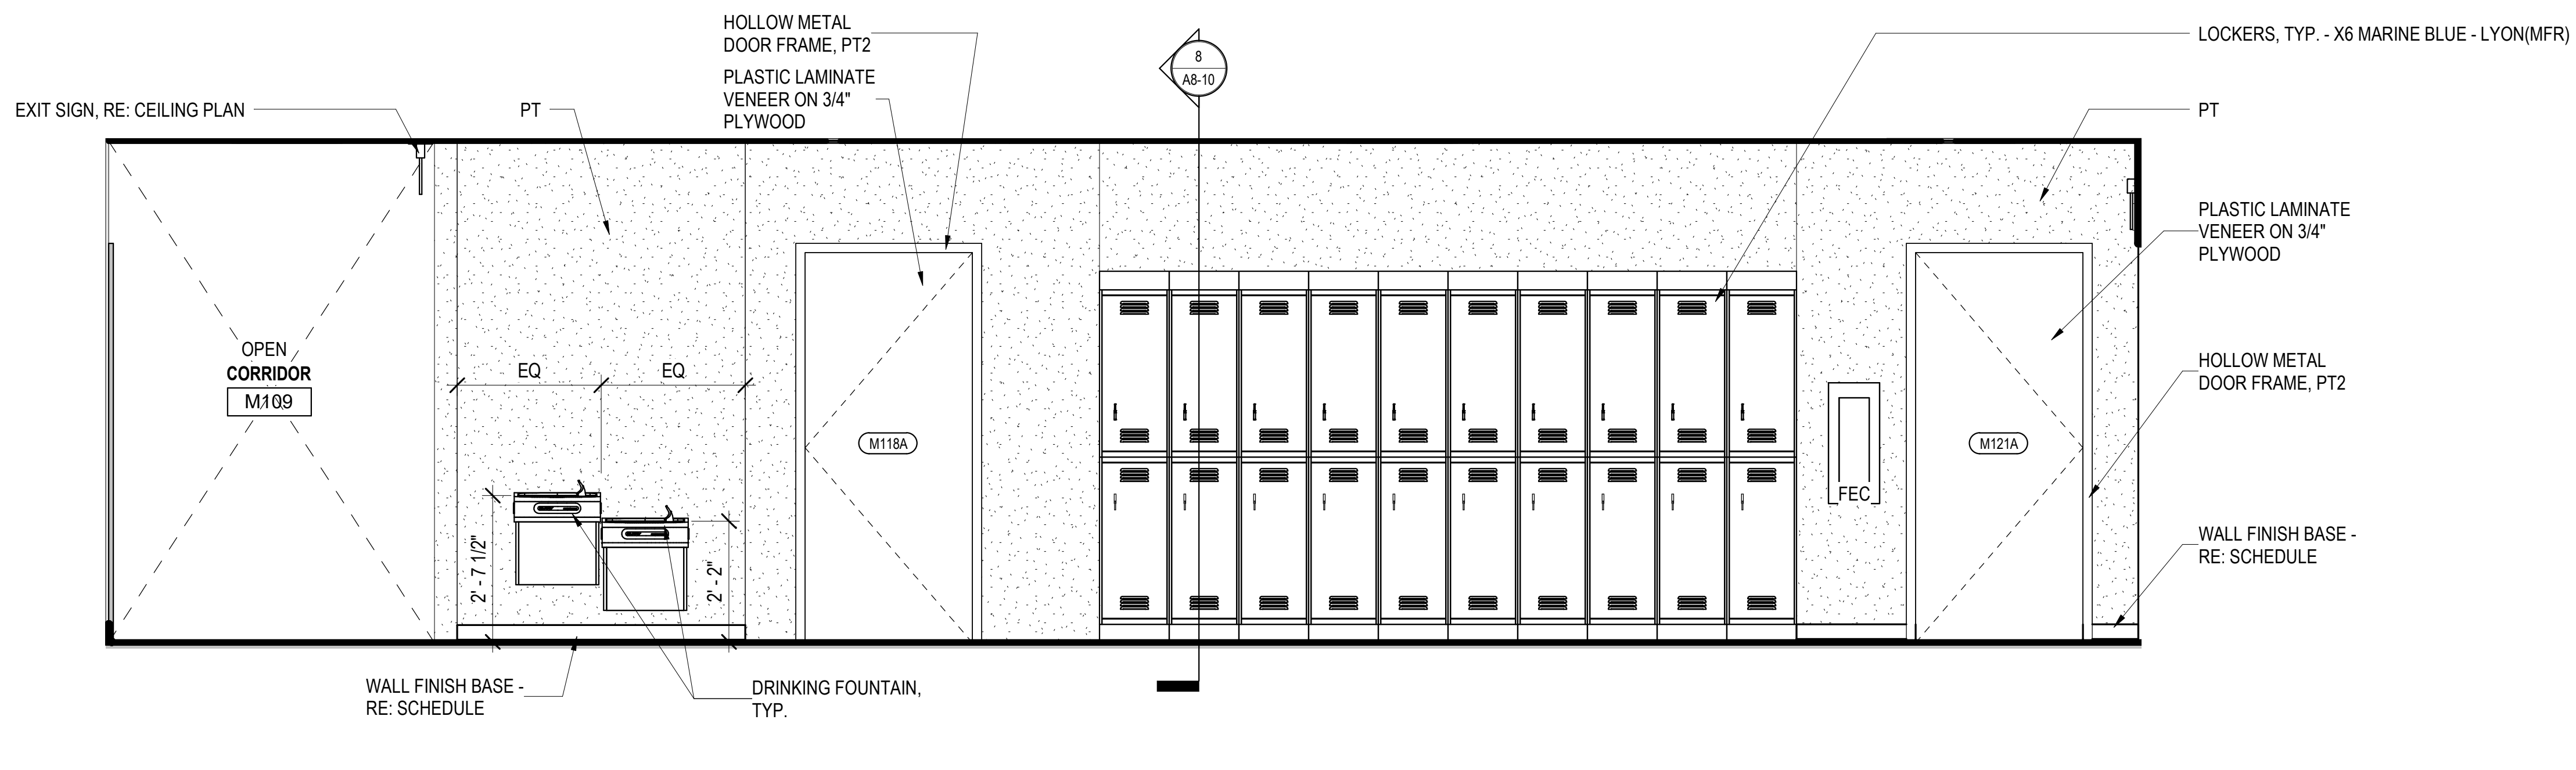 HOLLOW METAL
DOOR FRAME, PT2
PLASTIC LAMINATE
VENEER ON 3/4"
PLYWOOD
8
A8-10
LOCKERS, TYP. - X6 MARINE BLUE - LYON(MFR)
EXIT SIGN, RE: CEILING PLAN
PT
PT
PLASTIC LAMINATE
VENEER ON 3/4"
PLYWOOD
OPEN
CORRIDOR
M109
EQ
EQ
HOLLOW METAL
DOOR FRAME, PT2
M118A
M121A
FEC
2' - 7 1/2"
2' - 2"
WALL FINISH BASE -
RE: SCHEDULE
WALL FINISH BASE -
RE: SCHEDULE
DRINKING FOUNTAIN,
TYP.